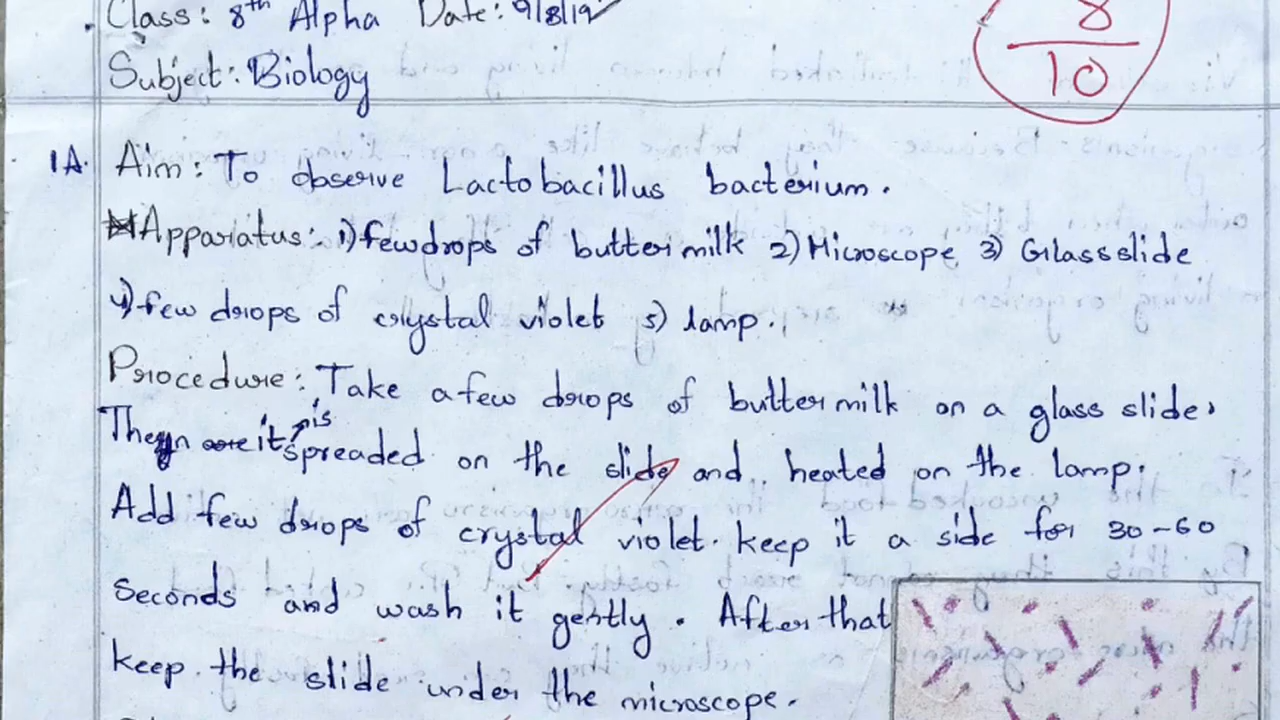 Class: 8th Alpha Date: 9/8/19
8
10
Subject: Biology
1A. Aim: To observe Lactobacillus bacterium.
Apparatus: 1) few drops of buttermilk 2) Microscope 3) Glass slide
4) few drops of crystal violet 5) lamp.
Procedure: Take a few drops of buttermilk on a glass slide.
Then it is spreaded on the slide and heated on the lamp.
Add few drops of crystal violet. keep it a side for 30-60
seconds and wash it gently. After that
keep the slide under the microscope.